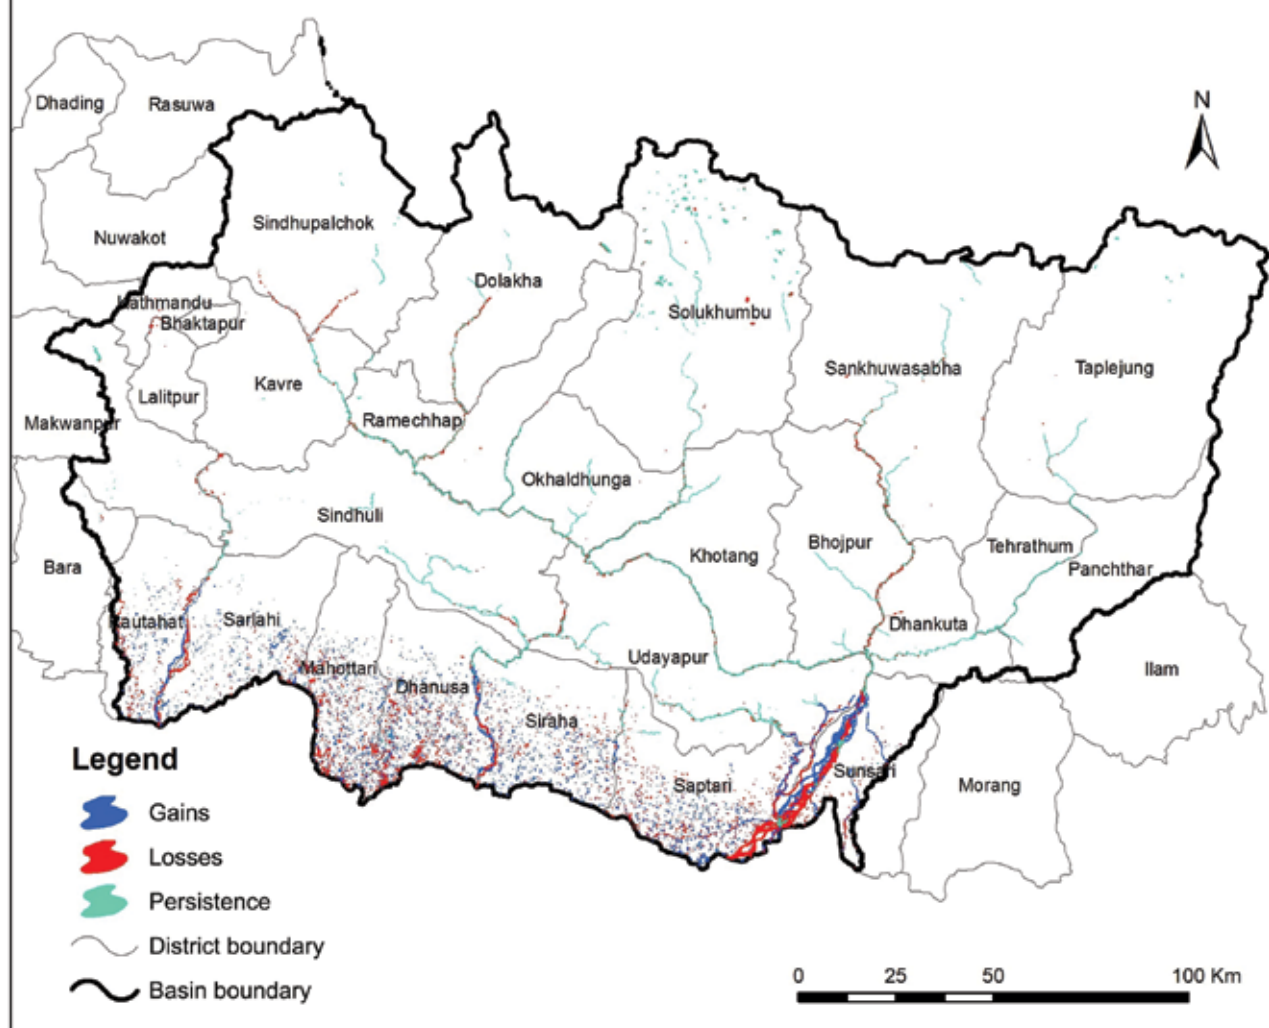 N
Dhading
Rasuwa
Nuwakot
Sindhupalchok
Dolakha
Kathmandu
Bhaktapur
Solukhumbu
Sankhuwasabha
Taplejung
Kavre
Lalitpur
Makwanpur
Ramechhap
Okhaldhunga
Sindhuli
Khotang
Bhojpur
Tehrathum
Panchthar
Bara
Rautahat
Sarlahi
Dhankuta
Mahottari
Dhanusa
Udayapur
Ilam
Siraha
Saptari
Sunsari
Morang
Legend
Gains
Losses
Persistence
District boundary
Basin boundary
0 25 50 100 Km